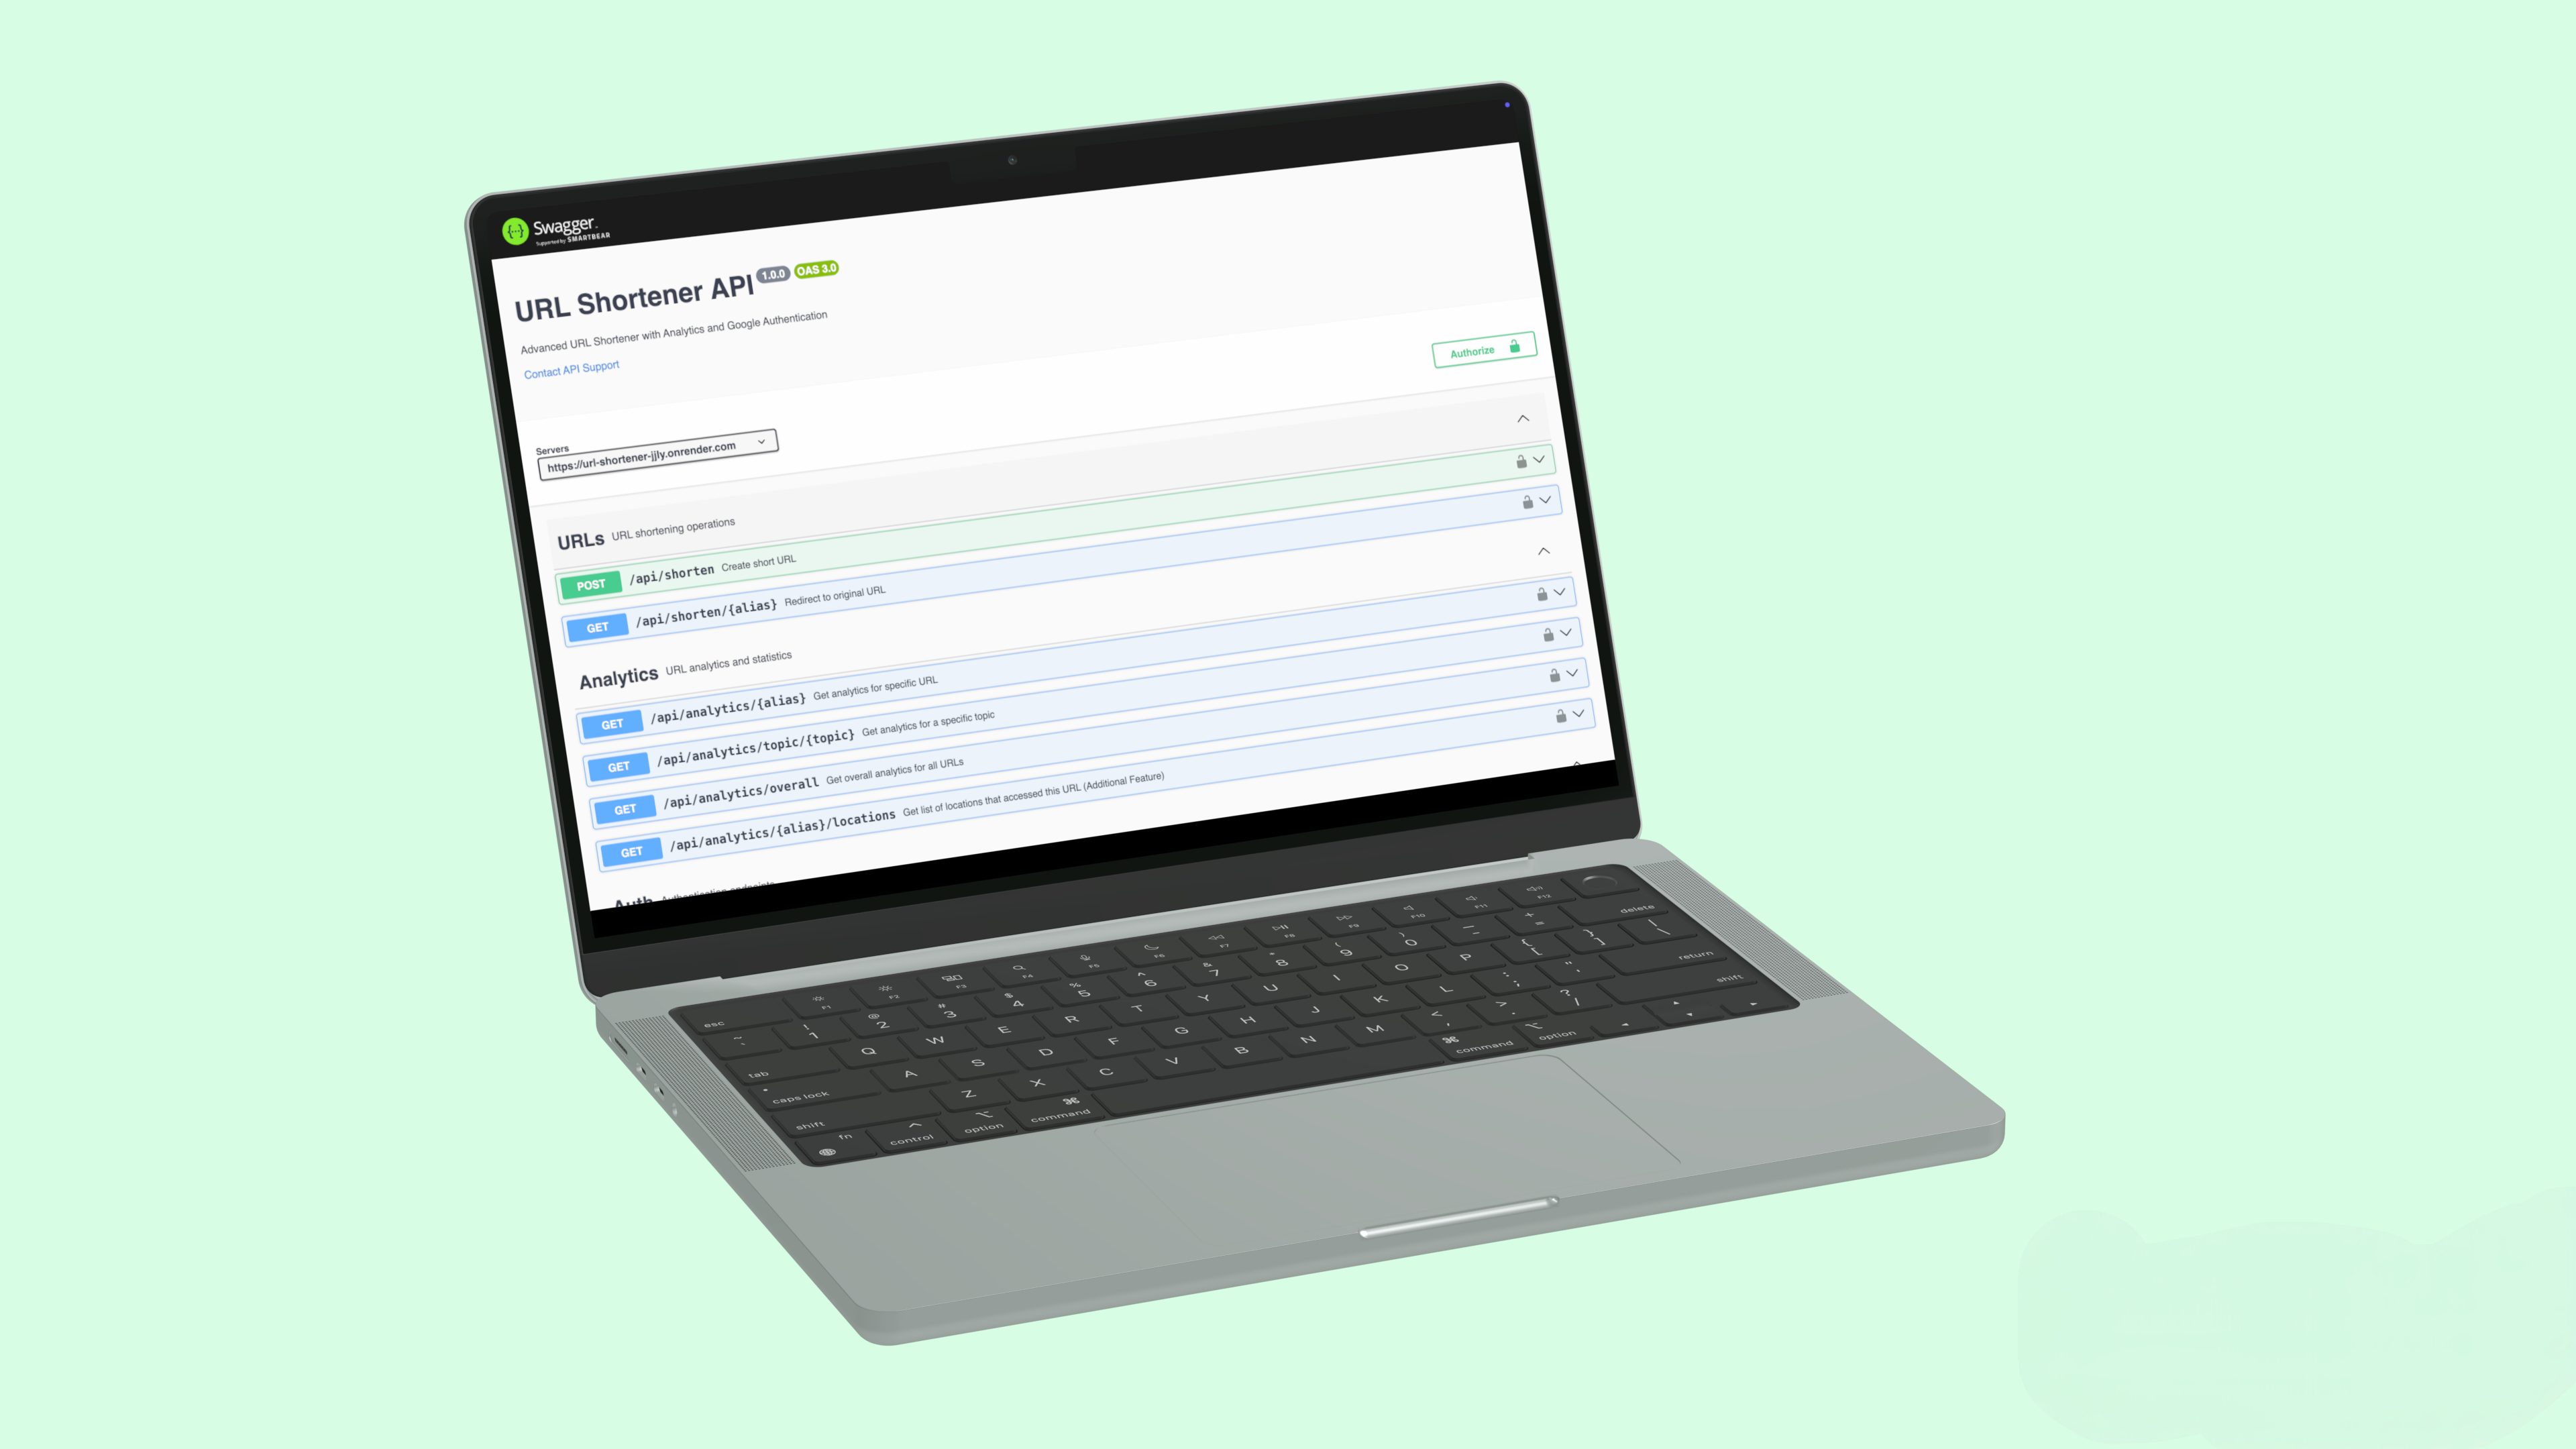 Swagger
Supported by SMARTBEAR
URL Shortener API 1.0.0 OAS 3.0
Advanced URL Shortener with Analytics and Google Authentication
Contact API Support
Authorize
Servers
https://url-shortener-jjly.onrender.com
URLs URL shortening operations
POST /api/shorten Create short URL
GET /api/shorten/{alias} Redirect to original URL
Analytics URL analytics and statistics
GET /api/analytics/{alias} Get analytics for specific URL
GET /api/analytics/topic/{topic} Get analytics for a specific topic
GET /api/analytics/overall Get overall analytics for all URLs
GET /api/analytics/{alias}/locations Get list of locations that accessed this URL (Additional Feature)
Auth Authentication endpoints
esc F1 F2 F3 F4 F5 F6 F7 F8 F9 F10 F11 F12
~ ` ! 1 @ 2 # 3 $ 4 % 5 ^ 6 & 7 * 8 ( 9 ) 0 _ - + = delete
tab Q W E R T Y U I O P { [ } ] | \
caps lock A S D F G H J K L : ; " ' return
shift Z X C V B N M < , > . ? / shift
fn control option command command option